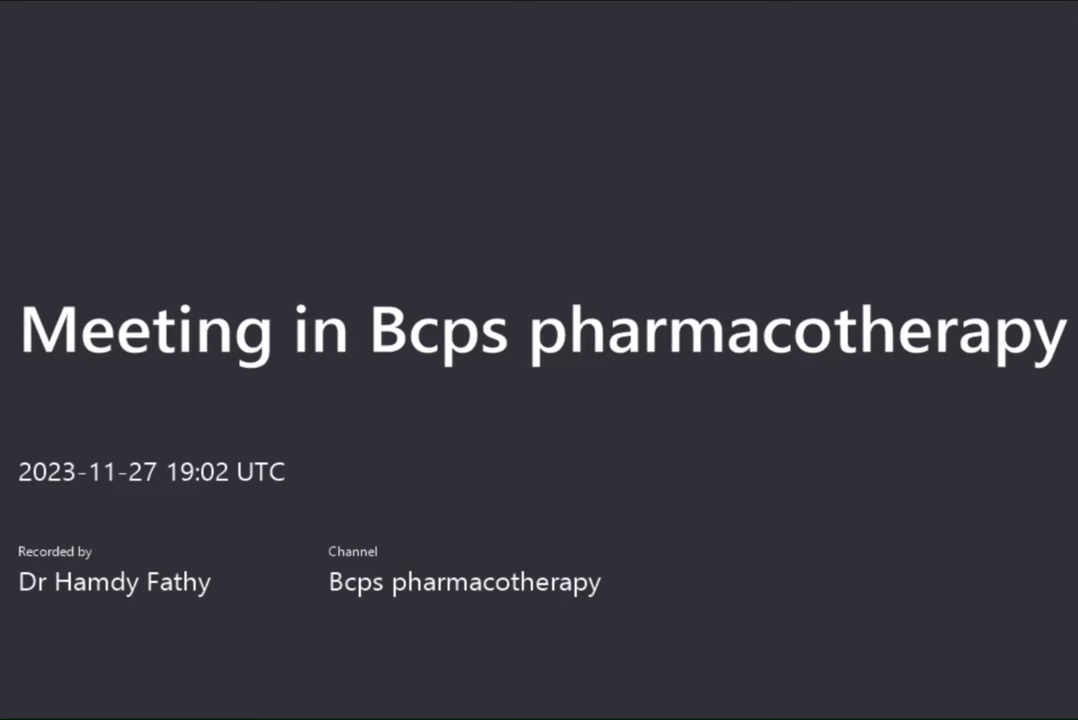 Meeting in Bcps pharmacotherapy
2023-11-27 19:02 UTC
Recorded by
Channel
Dr Hamdy Fathy
Bcps pharmacotherapy